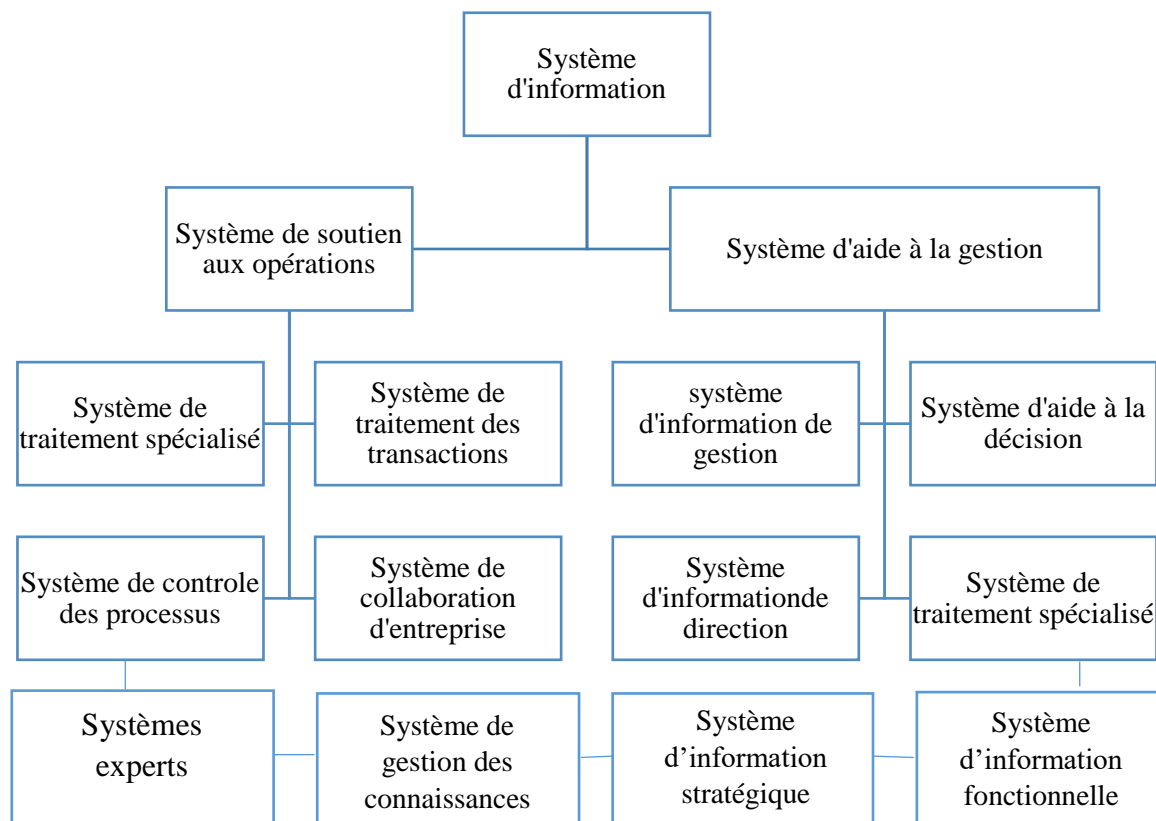 Système
d'information
Système de soutien
aux opérations
Système d'aide à la gestion
Système de
traitement spécialisé
Système de
traitement des
transactions
système
d'information de
gestion
Système d'aide à la
décision
Système de controle
des processus
Système de
collaboration
d'entreprise
Système
d'informationde
direction
Système de
traitement spécialisé
Systèmes
experts
Système de
gestion des
connaissances
Système
d’information
stratégique
Système
d’information
fonctionnelle